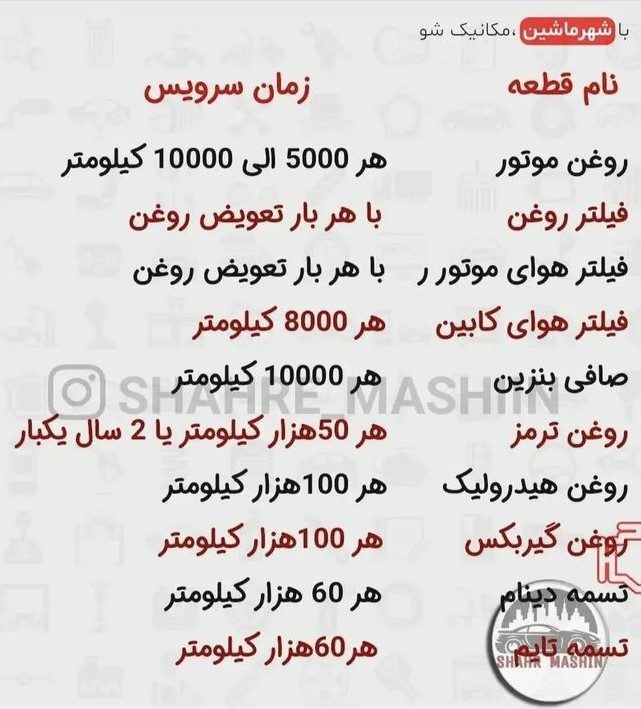 با شهرماشین ،مکانیک شو
نام قطعه زمان سرویس
روغن موتور هر 5000 الی 10000 کیلومتر
فیلتر روغن با هر بار تعویض روغن
فیلتر هوای موتور ر با هر بار تعویض روغن
فیلتر هوای کابین هر 8000 کیلومتر
صافی بنزین هر 10000 کیلومتر
SHAHRE_MASHIIN
روغن ترمز هر 50هزار کیلومتر یا 2 سال یکبار
روغن هیدرولیک هر 100هزار کیلومتر
روغن گیربکس هر 100هزار کیلومتر
تسمه دینام هر 60 هزار کیلومتر
تسمه تایم هر60هزار کیلومتر
SHAHR MASHIN